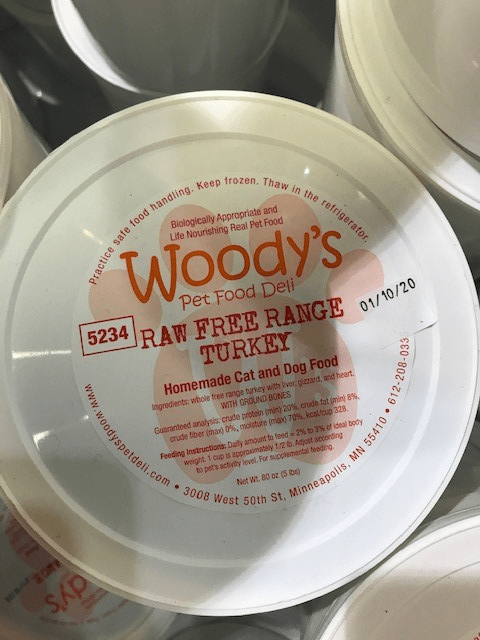 Practice safe food handling. Keep frozen. Thaw in the refrigerator.
Biologically Appropriate and
Life Nourishing Real Pet Food
Woody's
Pet Food Deli
01/10/20
5234
RAW FREE RANGE
TURKEY
Homemade Cat and Dog Food
Ingredients: whole free range turkey with liver, gizzard, and heart.
WITH GROUND BONES
Guaranteed analysis: crude protein (min) 20%, crude fat (min) 8%,
crude fiber (max) 0%, moisture (max) 70%, kcal/cup 328.
Feeding Instructions: Daily amount to feed = 2% to 3% of ideal body
weight. 1 cup is approximately 1/2 lb. Adjust according
to pet's activity level. For supplemental feeding.
Net Wt. 80 oz (5 lbs)
www.woodyspetdeli.com • 3008 West 50th St, Minneapolis, MN 55410 • 612-208-033